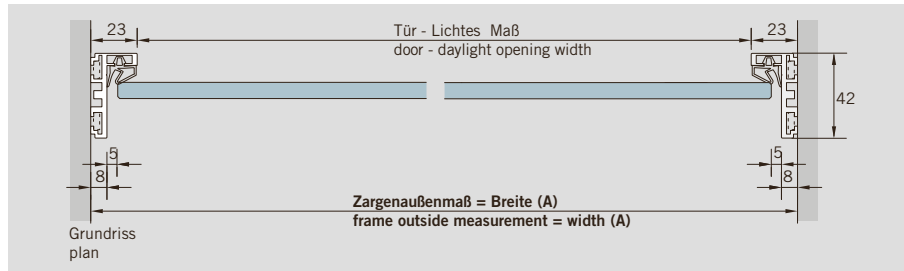 23
Tür - Lichtes Maß
23
door - daylight opening width
42
5
5
8
8
Zargenaußenmaß = Breite (A)
frame outside measurement = width (A)
Grundriss
plan